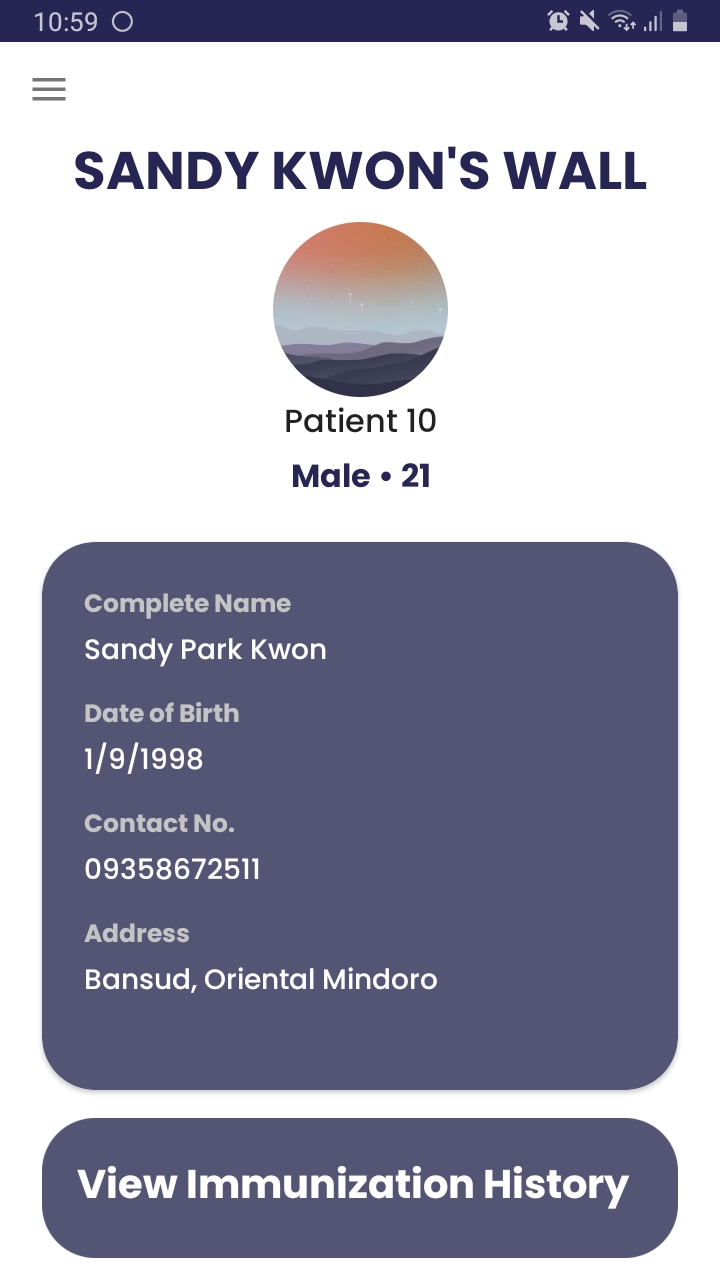 10:59
SANDY KWON'S WALL
Patient 10
Male • 21
Complete Name
Sandy Park Kwon
Date of Birth
1/9/1998
Contact No.
09358672511
Address
Bansud, Oriental Mindoro
View Immunization History